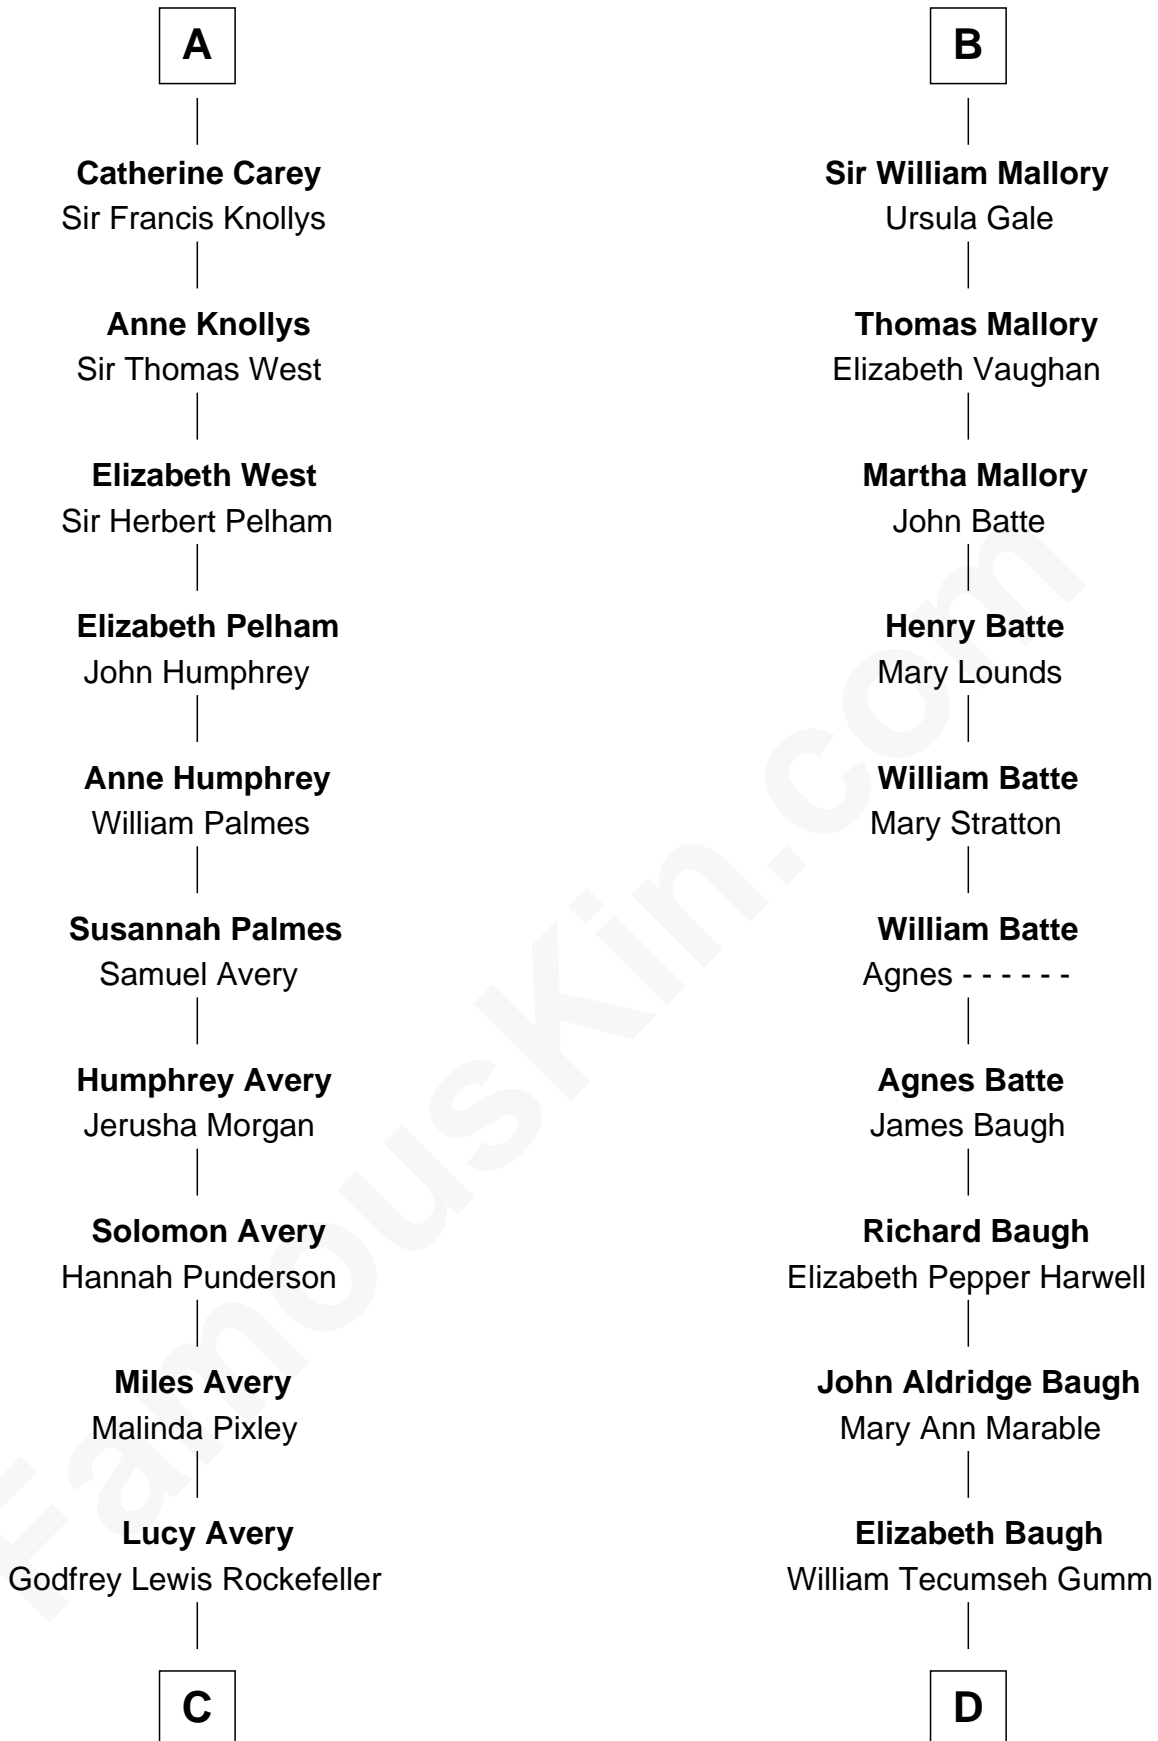 A
Catherine Carey
Sir Francis Knollys
Anne Knollys
Sir Thomas West
Elizabeth West
Sir Herbert Pelham
Elizabeth Pelham
John Humphrey
Anne Humphrey
William Palmes
Susannah Palmes
Samuel Avery
Humphrey Avery
Jerusha Morgan
Solomon Avery
Hannah Punderson
Miles Avery
Malinda Pixley
Lucy Avery
Godfrey Lewis Rockefeller
C
B
Sir William Mallory
Ursula Gale
Thomas Mallory
Elizabeth Vaughan
Martha Mallory
John Batte
Henry Batte
Mary Lounds
William Batte
Mary Stratton
William Batte
Agnes - - - - - -
Agnes Batte
James Baugh
Richard Baugh
Elizabeth Pepper Harwell
John Aldridge Baugh
Mary Ann Marable
Elizabeth Baugh
William Tecumseh Gumm
D
FamousKin.com